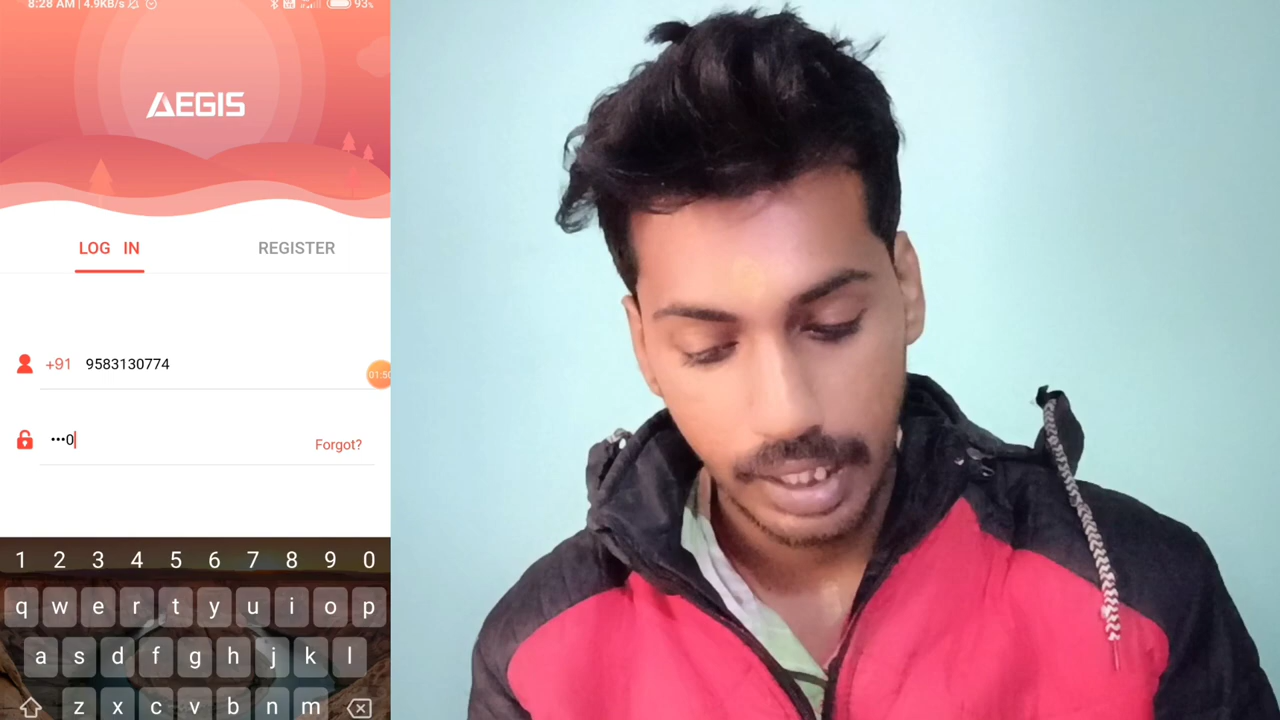 8:28 AM | 4.9KB/s
93%
AEGIS
LOG IN
REGISTER
+91 9583130774
01:50
•••0
Forgot?
1 2 3 4 5 6 7 8 9 0
q w e r t y u i o p
a s d f g h j k l
z x c v b n m